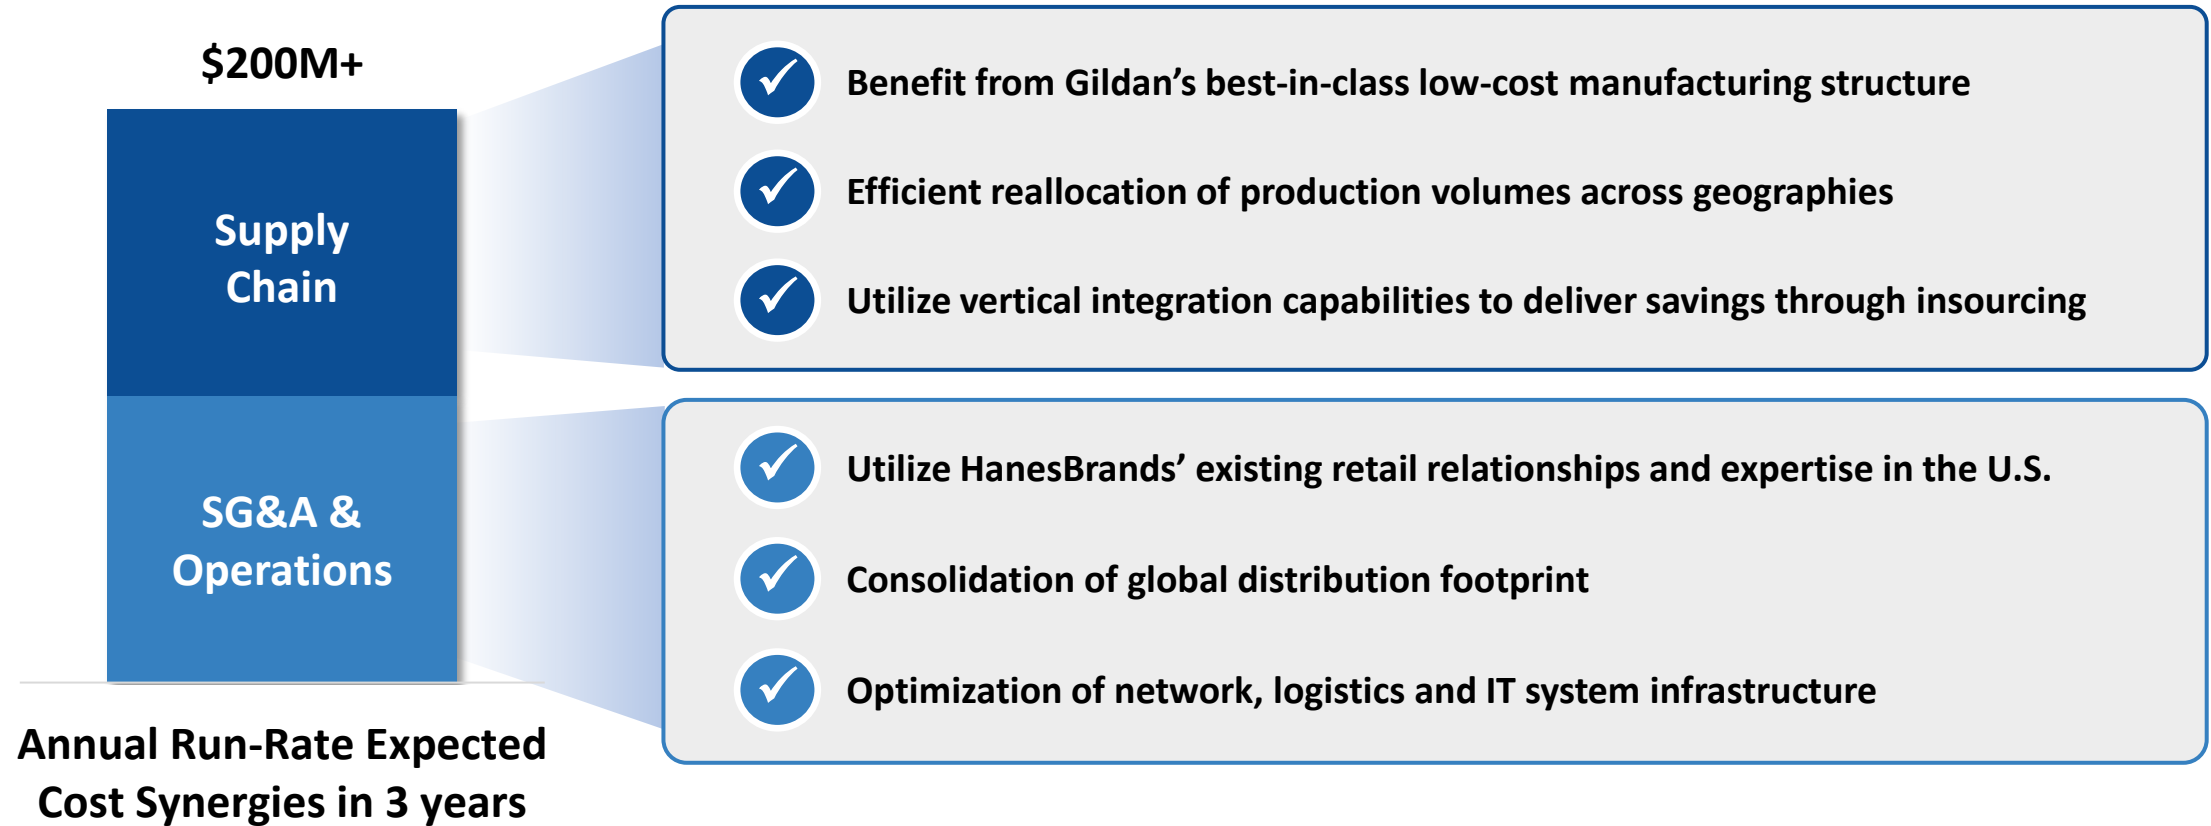 $200M+
Supply
Chain
SG&A &
Operations
Annual Run-Rate Expected
Cost Synergies in 3 years
Benefit from Gildan’s best-in-class low-cost manufacturing structure
Efficient reallocation of production volumes across geographies
Utilize vertical integration capabilities to deliver savings through insourcing
Utilize HanesBrands’ existing retail relationships and expertise in the U.S.
Consolidation of global distribution footprint
Optimization of network, logistics and IT system infrastructure